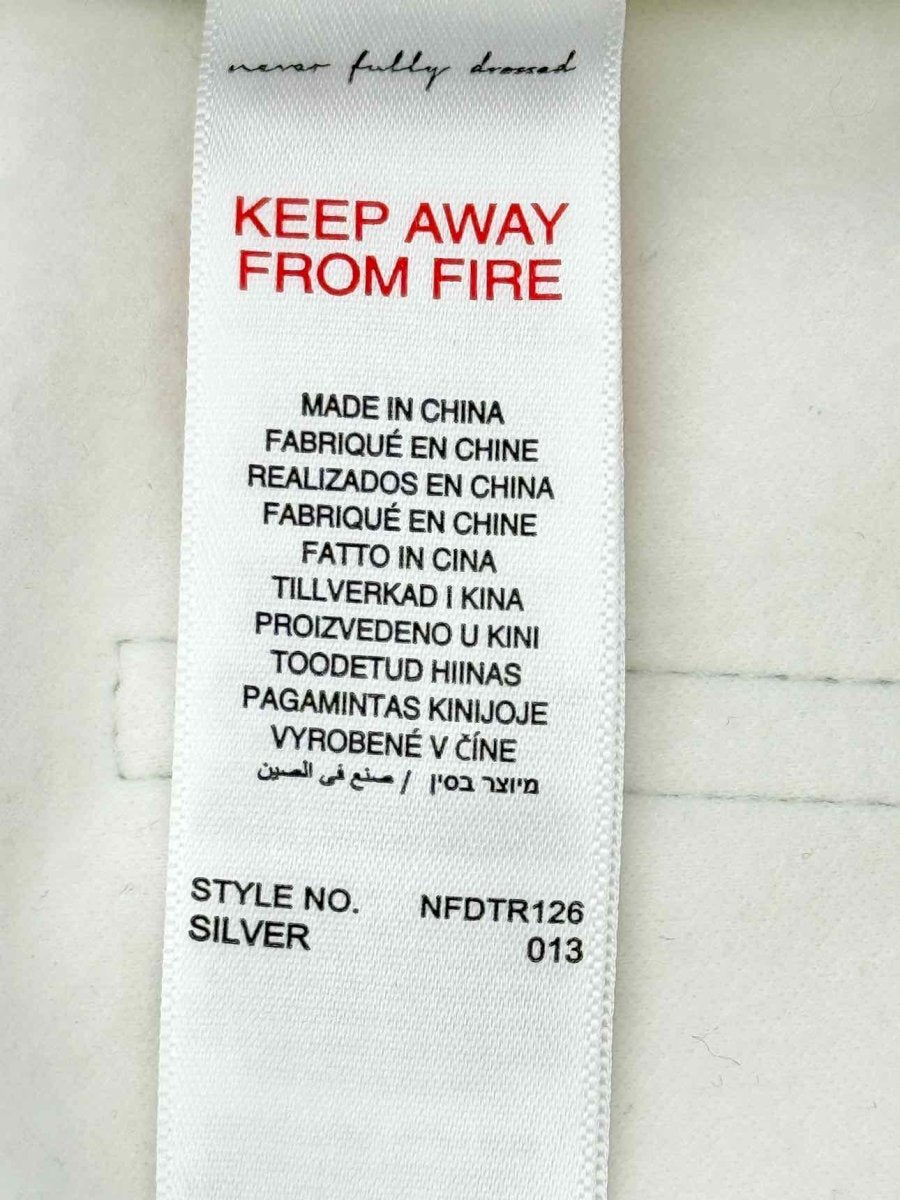 never fully dressed
KEEP AWAY
FROM FIRE
MADE IN CHINA
FABRIQUÉ EN CHINE
REALIZADOS EN CHINA
FABRIQUÉ EN CHINE
FATTO IN CINA
TILLVERKAD I KINA
PROIZVEDENO U KINI
TOODETUD HIINAS
PAGAMINTAS KINIJOJE
VYROBENÉ V ČÍNE
מיוצר בסין / صنع في الصين
STYLE NO. NFDTR126
SILVER 013